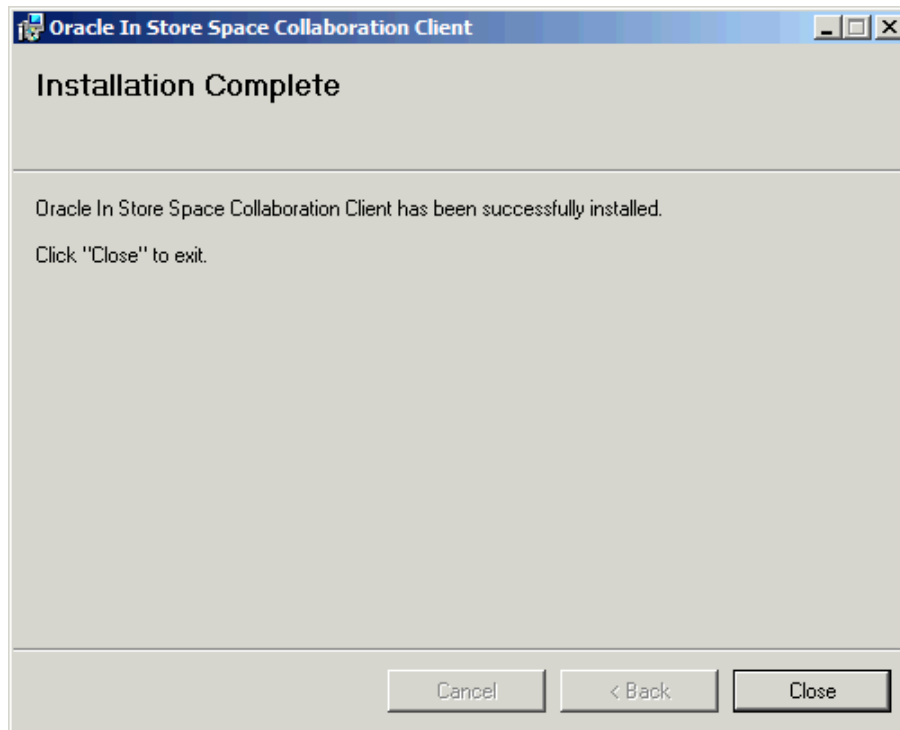 Oracle In Store Space Collaboration Client
Installation Complete
Oracle In Store Space Collaboration Client has been successfully installed.
Click "Close" to exit.
Cancel
< Back
Close